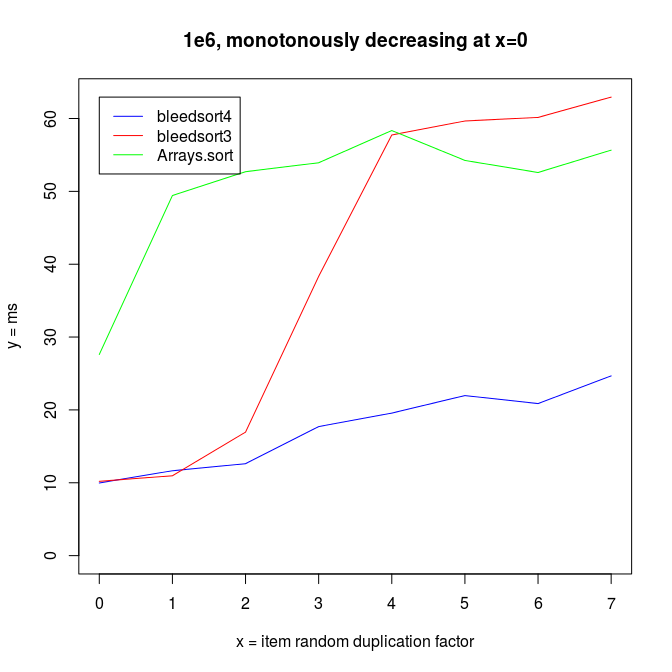 1e6, monotonously decreasing at x=0
bleedsort4
bleedsort3
Arrays.sort
y = ms
60
50
40
30
20
10
0
0 1 2 3 4 5 6 7
x = item random duplication factor